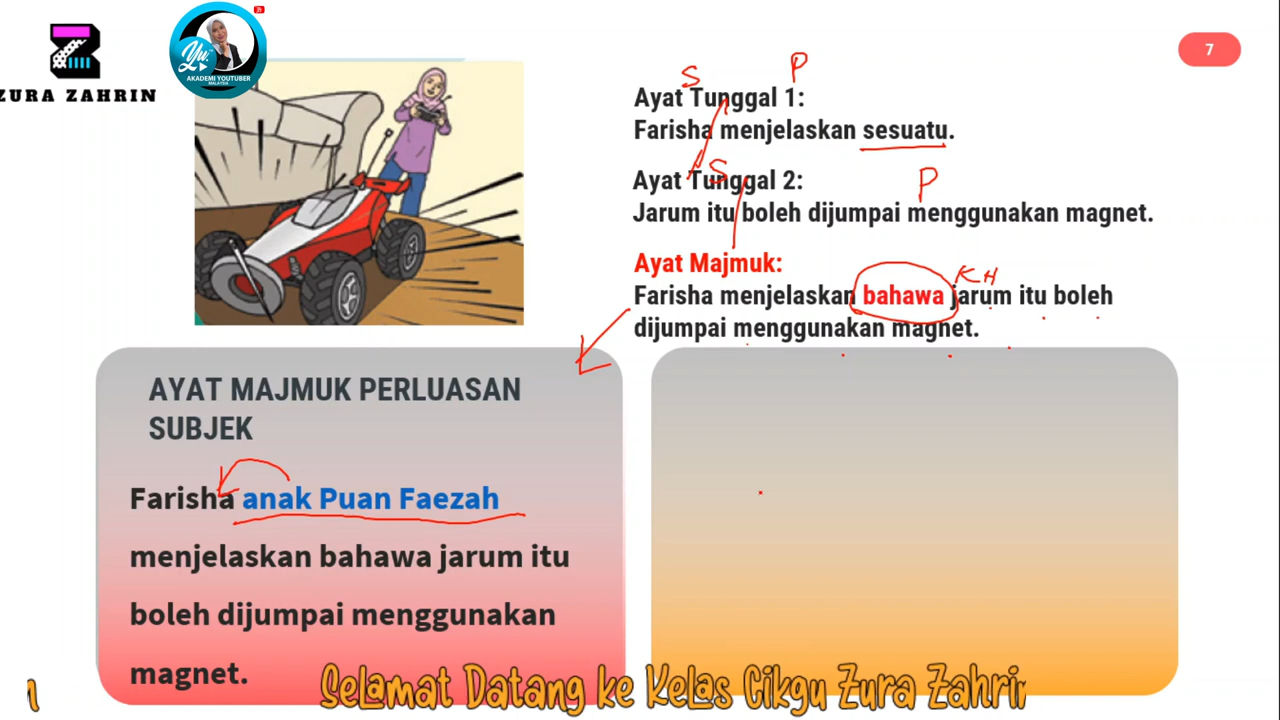 7
ZURA ZAHRIN
AKADEMI YOUTUBER
MALAYSIA
S P
Ayat Tunggal 1:
Farisha menjelaskan sesuatu.
S P
Ayat Tunggal 2:
Jarum itu boleh dijumpai menggunakan magnet.
Ayat Majmuk:
KH
Farisha menjelaskan bahawa jarum itu boleh
dijumpai menggunakan magnet.
AYAT MAJMUK PERLUASAN
SUBJEK
Farisha anak Puan Faezah
menjelaskan bahawa jarum itu
boleh dijumpai menggunakan
magnet.
Selamat Datang ke Kelas Cikgu Zura Zahrin